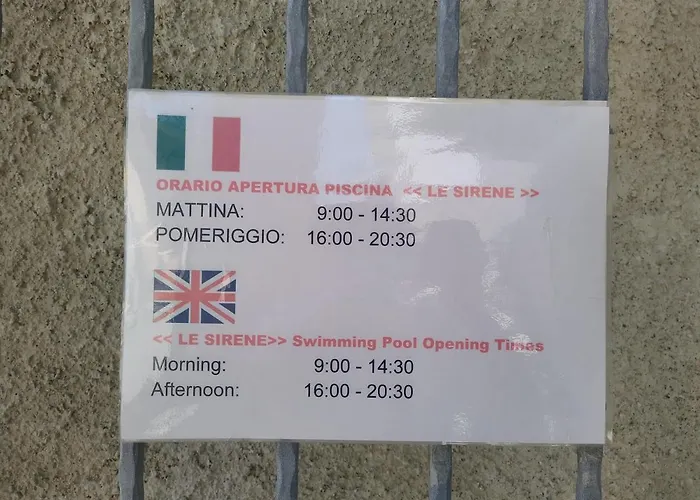 ORARIO APERTURA PISCINA << LE SIRENE >>
MATTINA: 9:00 - 14:30
POMERIGGIO: 16:00 - 20:30
<< LE SIRENE>> Swimming Pool Opening Times
Morning: 9:00 - 14:30
Afternoon: 16:00 - 20:30